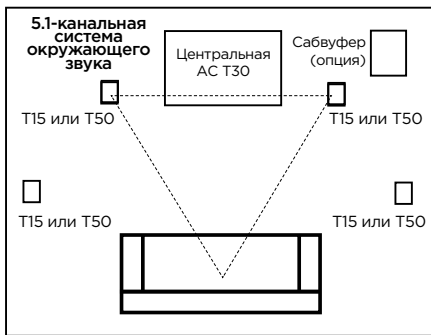 5.1-канальная
система
окружающего
звука
Центральная
АС Т30
Сабвуфер
(опция)
Т15 или Т50
Т15 или Т50
Т15 или Т50
Т15 или Т50